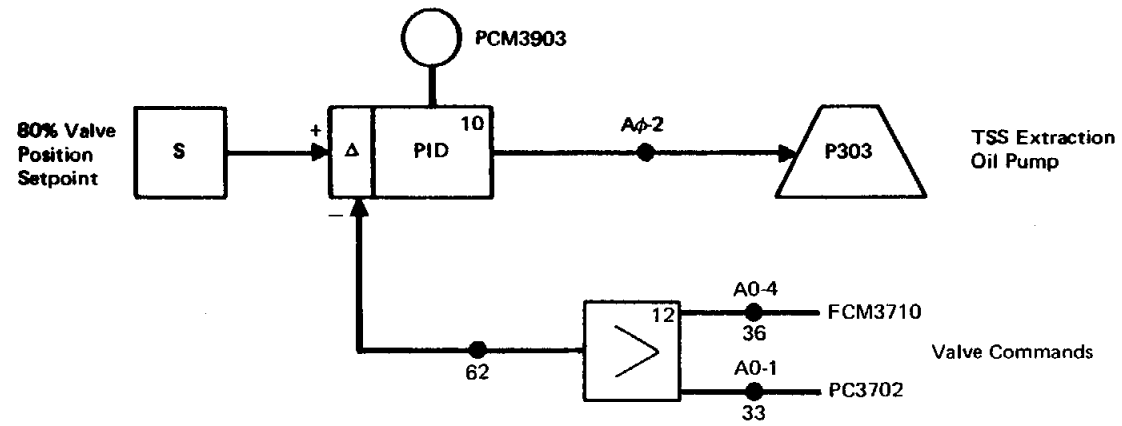 PCM3903
80% Valve
Position
Setpoint
S
+
Δ
PID
10
Aϕ-2
P303
TSS Extraction
Oil Pump
−
A0-4
12
>
FCM3710
36
Valve Commands
62
A0-1
PC3702
33